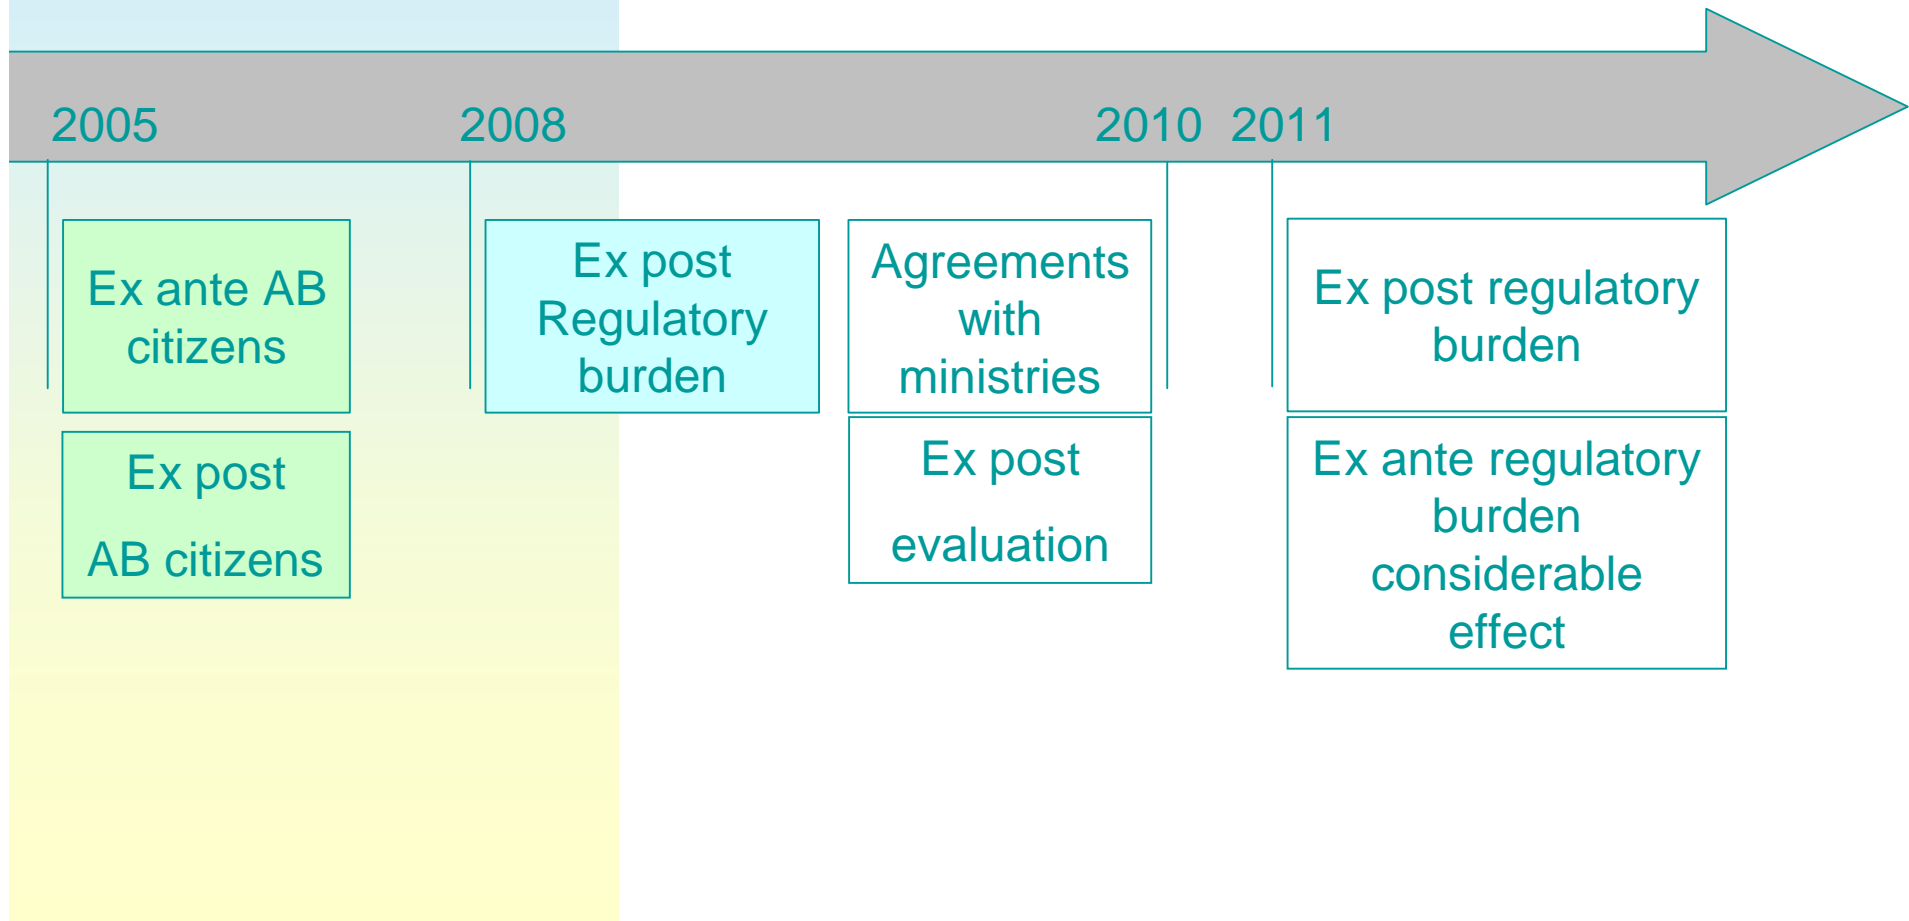 2005
2008
2010
2011
Ex ante AB
citizens
Ex post
AB citizens
Ex post
Regulatory
burden
Agreements
with
ministries
Ex post
evaluation
Ex post regulatory
burden
Ex ante regulatory
burden
considerable
effect